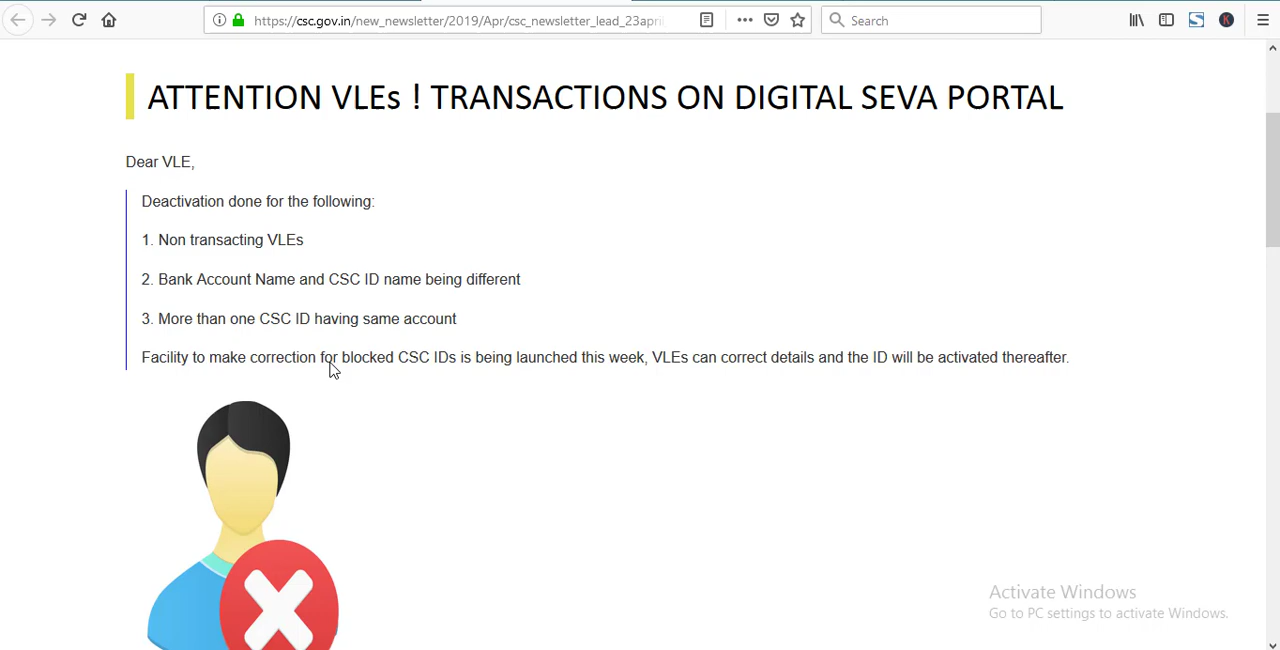 https://csc.gov.in/new_newsletter/2019/Apr/csc_newsletter_lead_23apri
Search
ATTENTION VLEs ! TRANSACTIONS ON DIGITAL SEVA PORTAL
Dear VLE,
Deactivation done for the following:
1. Non transacting VLEs
2. Bank Account Name and CSC ID name being different
3. More than one CSC ID having same account
Facility to make correction for blocked CSC IDs is being launched this week, VLEs can correct details and the ID will be activated thereafter.
Activate Windows
Go to PC settings to activate Windows.